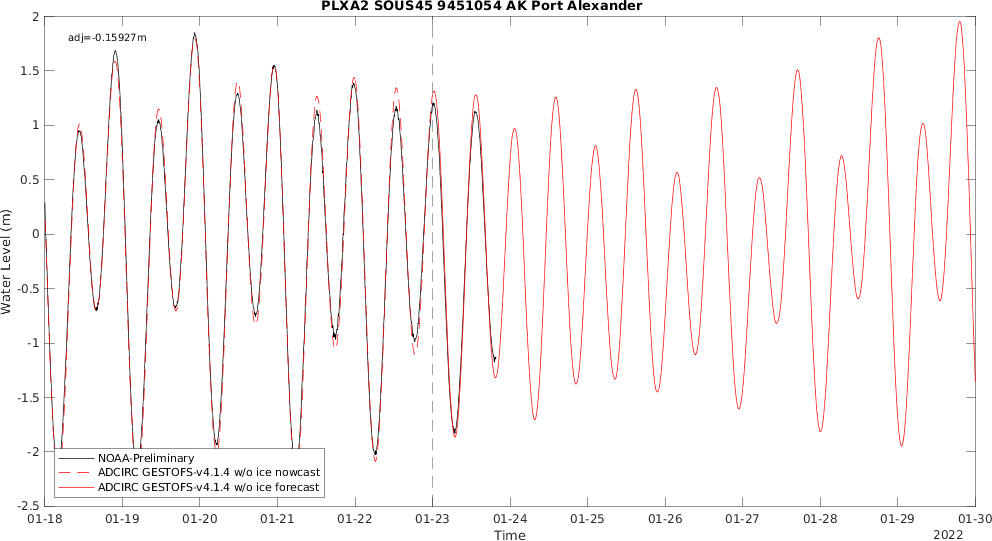 PLXA2 SOUS45 9451054 AK Port Alexander
adj=-0.15927m
Water Level (m)
2
1.5
1
0.5
0
-0.5
-1
-1.5
-2
-2.5
NOAA-Preliminary
ADCIRC GESTOFS-v4.1.4 w/o ice nowcast
ADCIRC GESTOFS-v4.1.4 w/o ice forecast
01-18 01-19 01-20 01-21 01-22 01-23 01-24 01-25 01-26 01-27 01-28 01-29 01-30
Time
2022